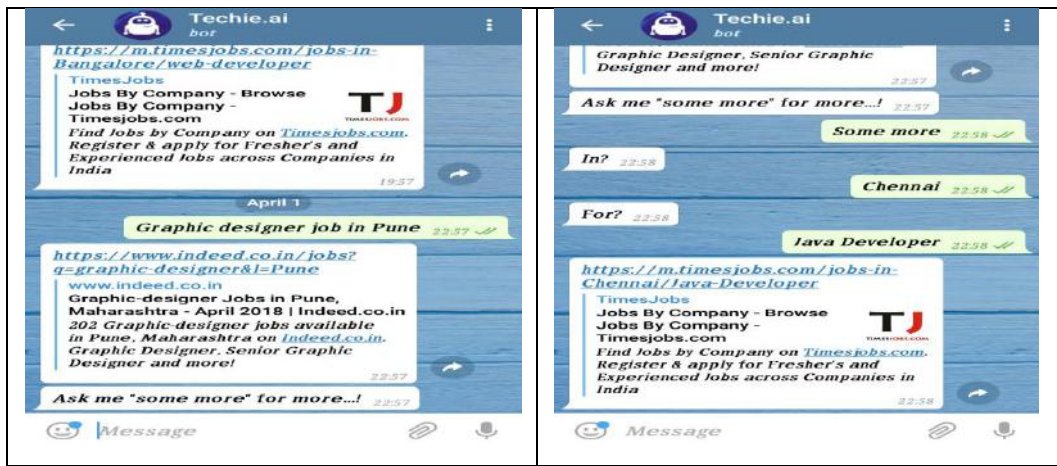 Techie.ai
bot
https://m.timesjobs.com/jobs-in-
Bangalore/web-developer
TimesJobs
Jobs By Company - Browse
Jobs By Company -
Timesjobs.com
TJ
TIMESJOBS.COM
Find Jobs by Company on Timesjobs.com.
Register & apply for Fresher's and
Experienced Jobs across Companies in
India
19:57
April 1
Graphic designer job in Pune 22:57
https://www.indeed.co.in/jobs?
q=graphic-designer&l=Pune
www.indeed.co.in
Graphic-designer Jobs in Pune,
Maharashtra - April 2018 | Indeed.co.in
202 Graphic-designer jobs available
in Pune, Maharashtra on Indeed.co.in.
Graphic Designer, Senior Graphic
Designer and more!
22:57
Ask me "some more" for more...! 22:57
Message
Techie.ai
bot
Graphic Designer, Senior Graphic
Designer and more!
22:57
Ask me "some more" for more...! 22:57
Some more 22:58
In? 22:58
Chennai 22:58
For? 22:58
Java Developer 22:58
https://m.timesjobs.com/jobs-in-
Chennai/Java-Developer
TimesJobs
Jobs By Company - Browse
Jobs By Company -
Timesjobs.com
TJ
TIMESJOBS.COM
Find Jobs by Company on Timesjobs.com.
Register & apply for Fresher's and
Experienced Jobs across Companies in
India
22:58
Message